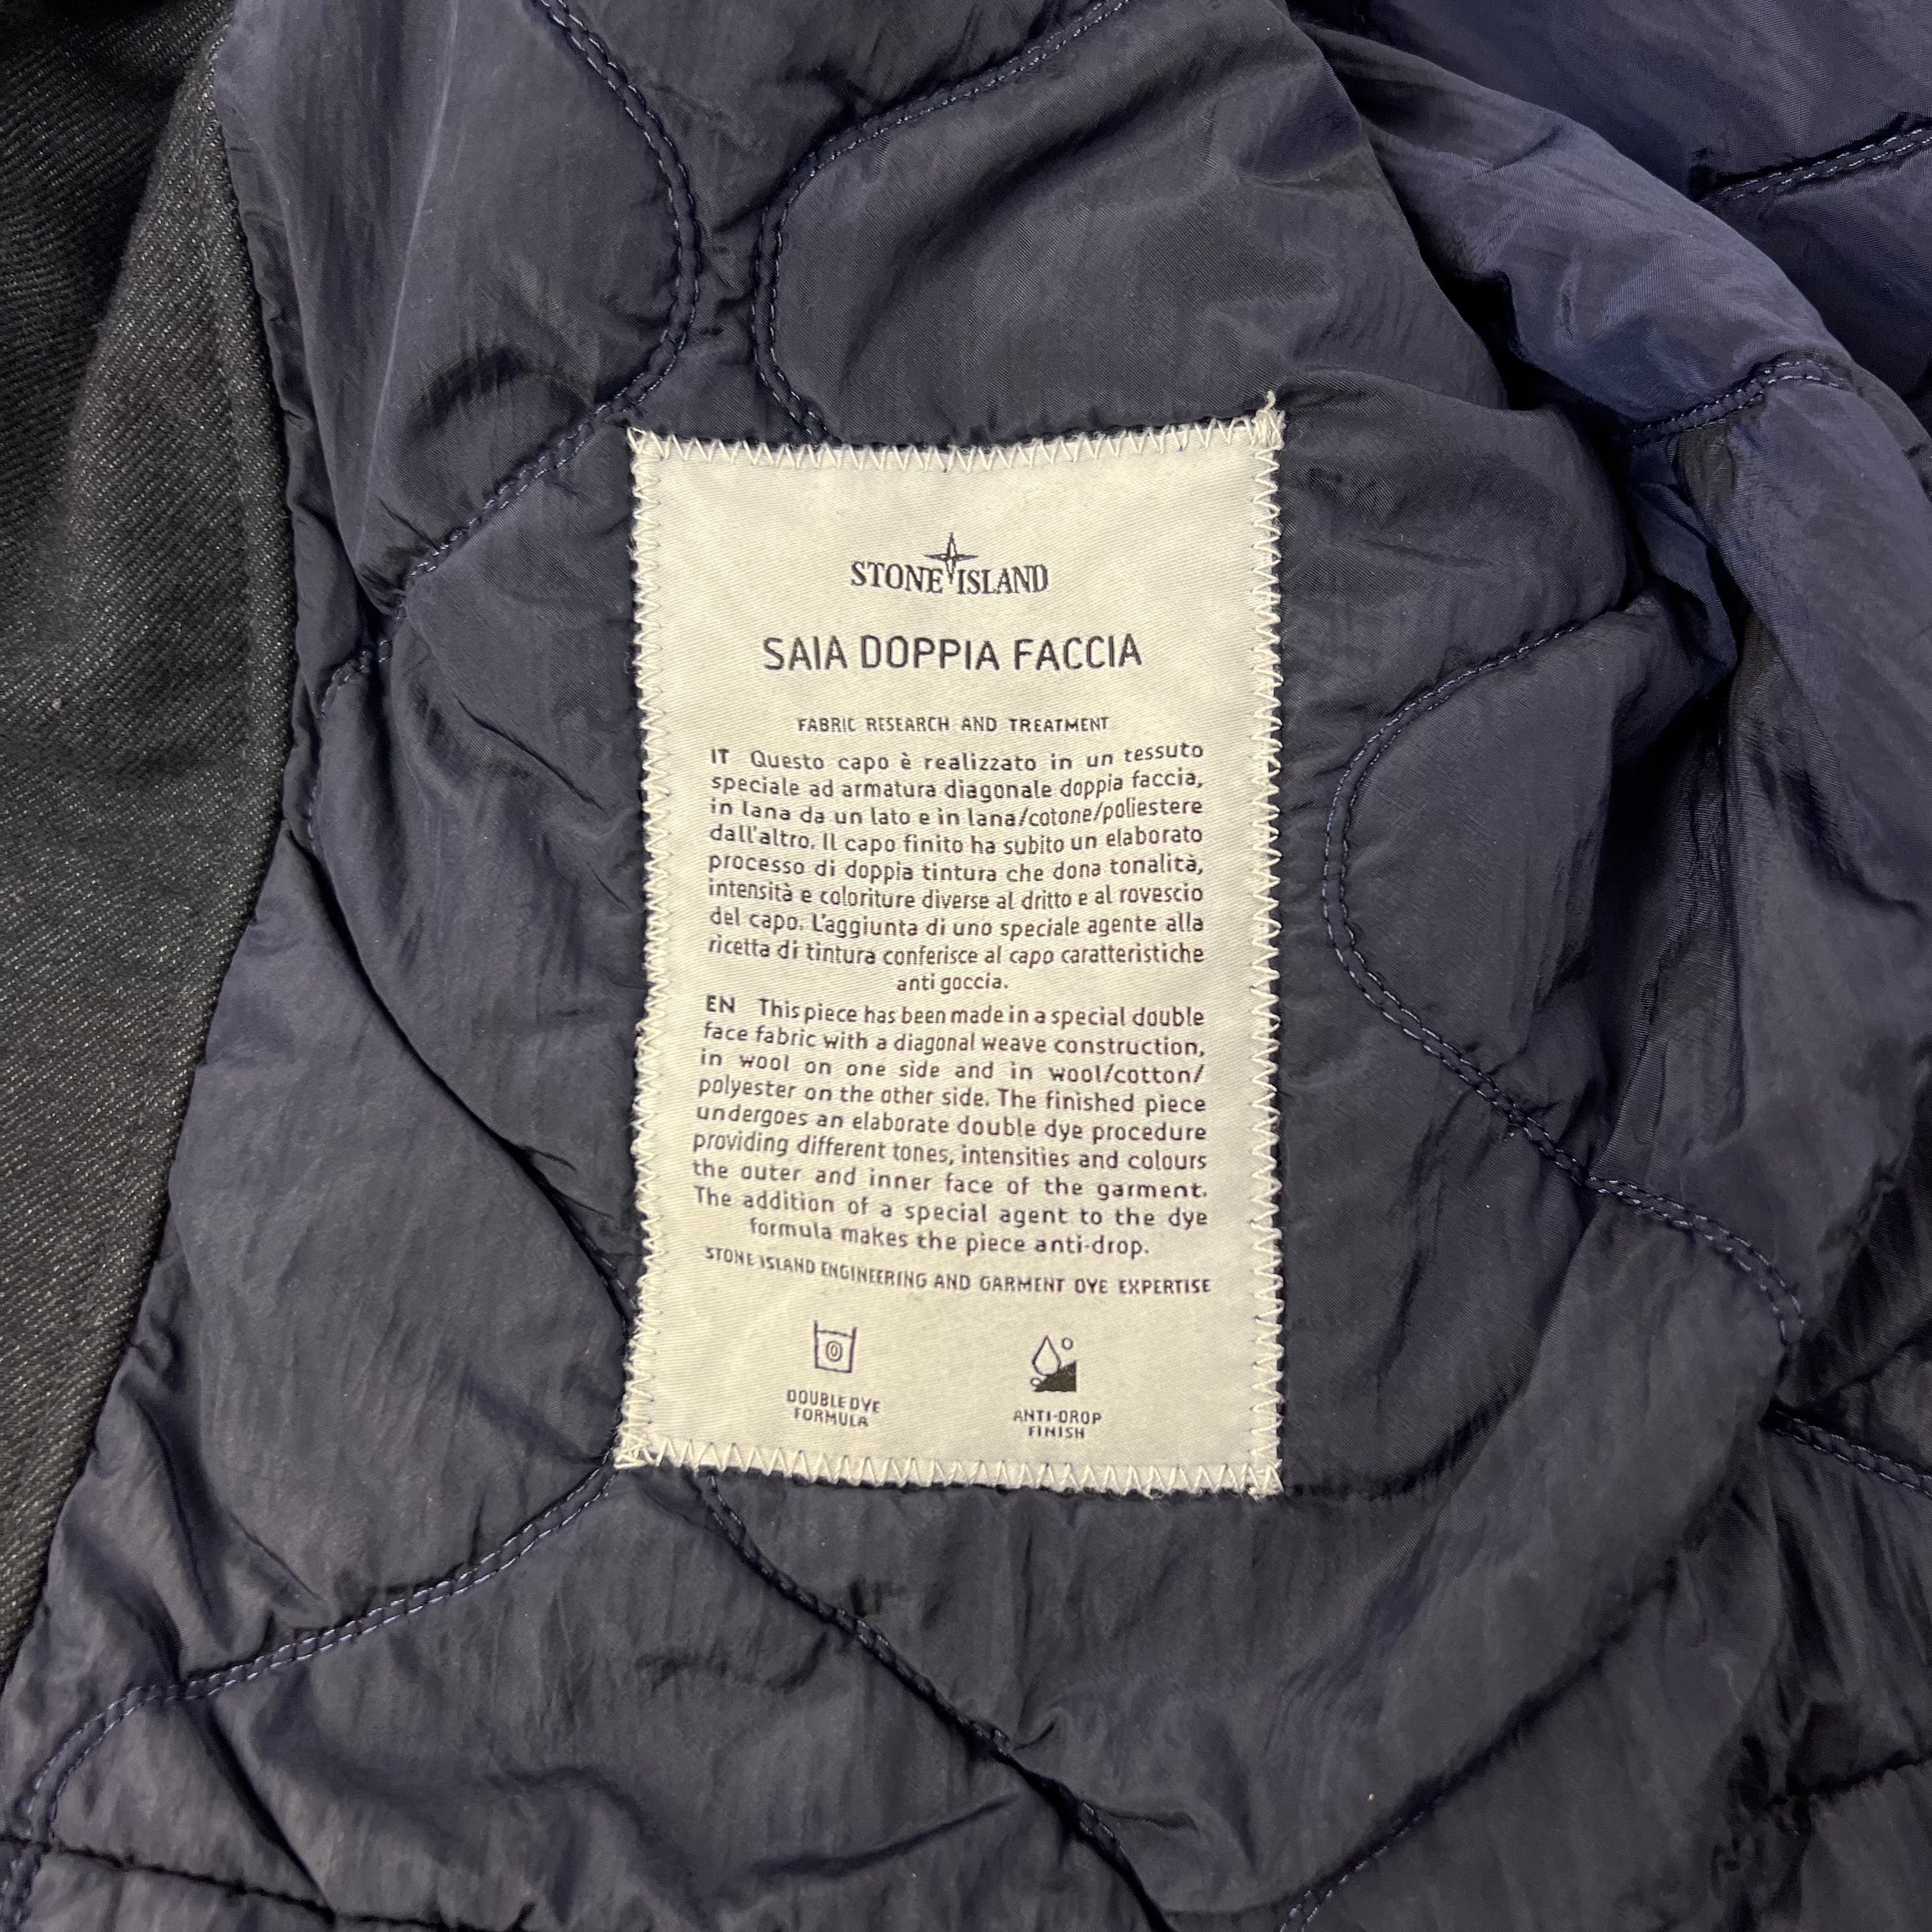 STONE ISLAND
SAIA DOPPIA FACCIA
FABRIC RESEARCH AND TREATMENT
IT Questo capo è realizzato in un tessuto
speciale ad armatura diagonale doppia faccia,
in lana da un lato e in lana/cotone/poliestere
dall'altro. Il capo finito ha subito un elaborato
processo di doppia tintura che dona tonalità,
intensità e coloriture diverse al dritto e al rovescio
del capo. L'aggiunta di uno speciale agente alla
ricetta di tintura conferisce al capo caratteristiche
anti goccia.
EN This piece has been made in a special double
face fabric with a diagonal weave construction,
in wool on one side and in wool/cotton/
polyester on the other side. The finished piece
undergoes an elaborate double dye procedure
providing different tones, intensities and colours
the outer and inner face of the garment.
The addition of a special agent to the dye
formula makes the piece anti-drop.
STONE ISLAND ENGINEERING AND GARMENT DYE EXPERTISE
DOUBLE DYE
FORMULA
ANTI-DROP
FINISH